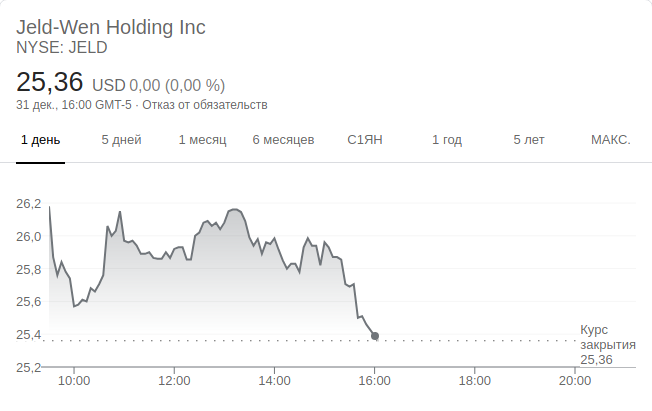 Jeld-Wen Holding Inc
NYSE: JELD
25,36 USD 0,00 (0,00 %)
31 дек., 16:00 GMT-5 · Отказ от обязательств
1 день 5 дней 1 месяц 6 месяцев С1ЯН 1 год 5 лет МАКС.
26,2
26,0
25,8
25,6
25,4
25,2
Курс
закрытия
25,36
10:00 12:00 14:00 16:00 18:00 20:00